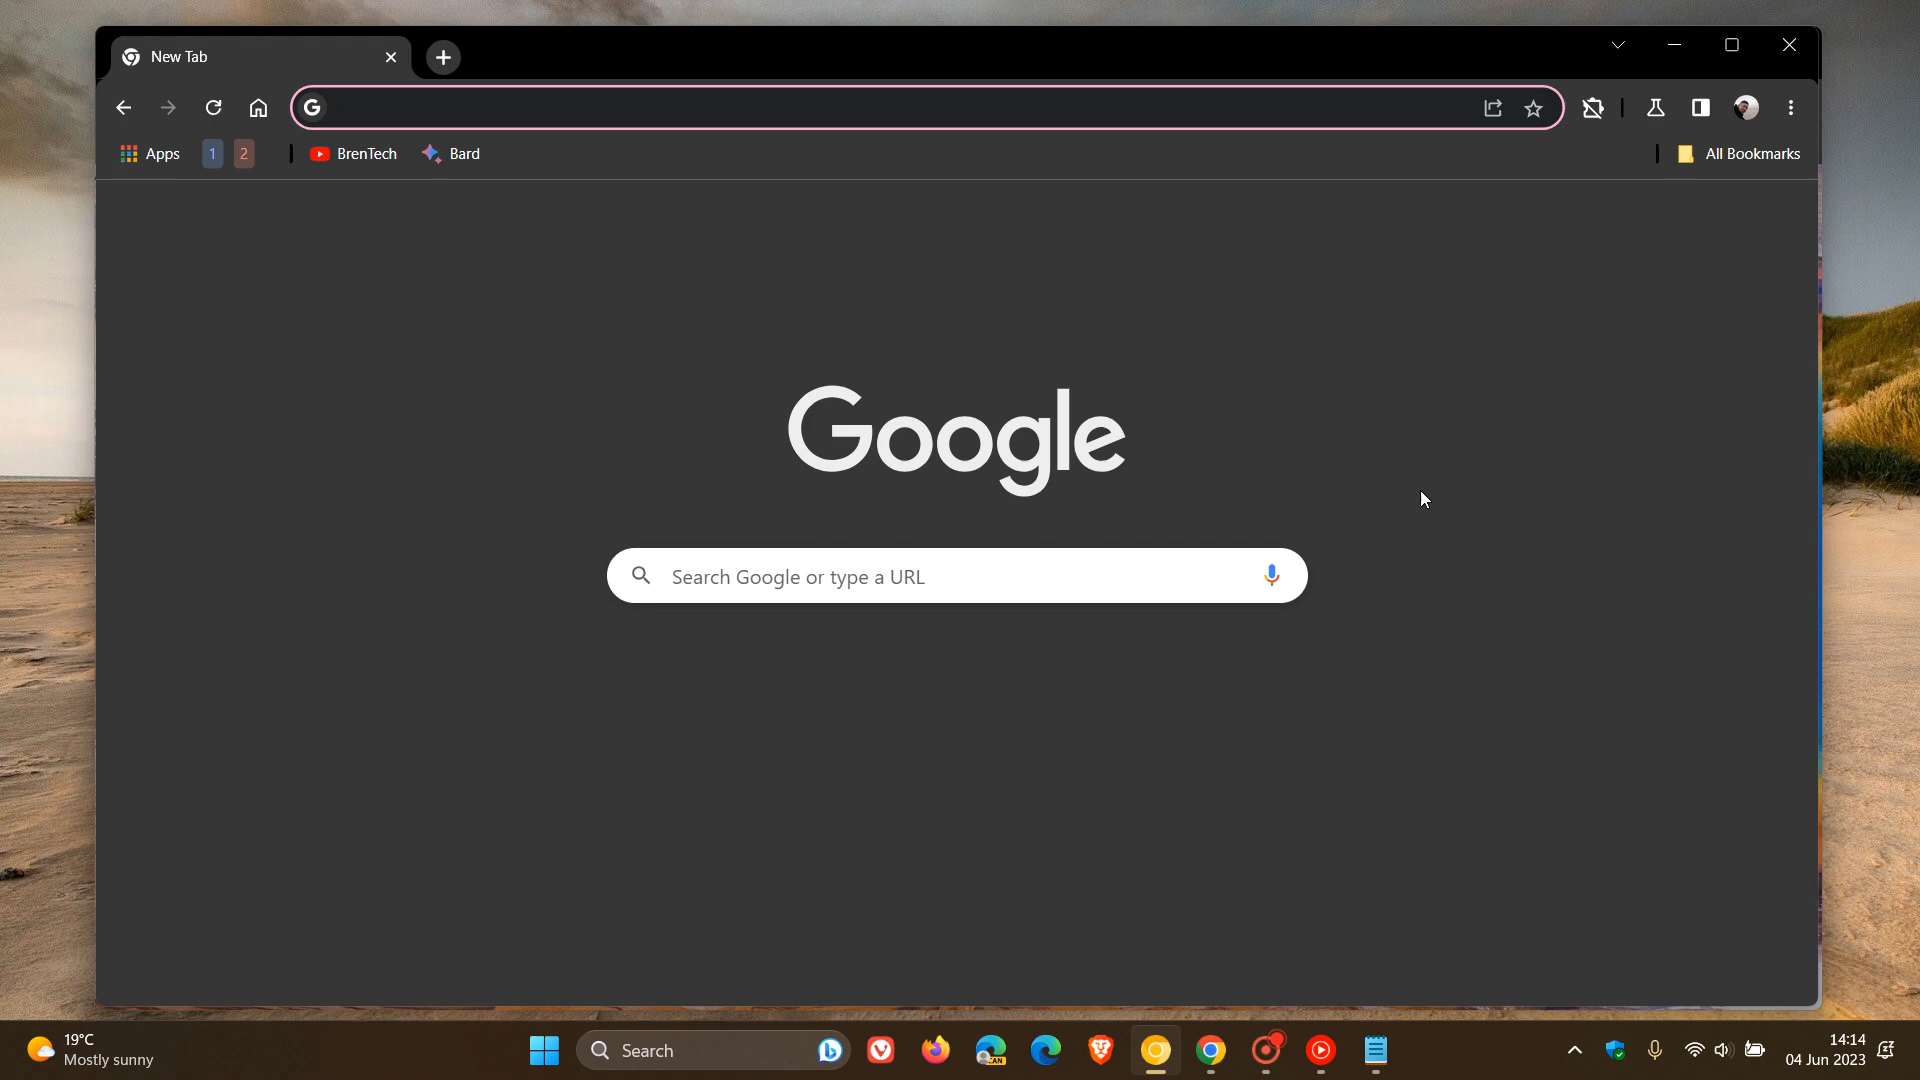 New Tab
Apps
1
2
BrenTech
Bard
All Bookmarks
Google
Search Google or type a URL
19°C
Mostly sunny
Search
CAN
14:14
04 Jun 2023